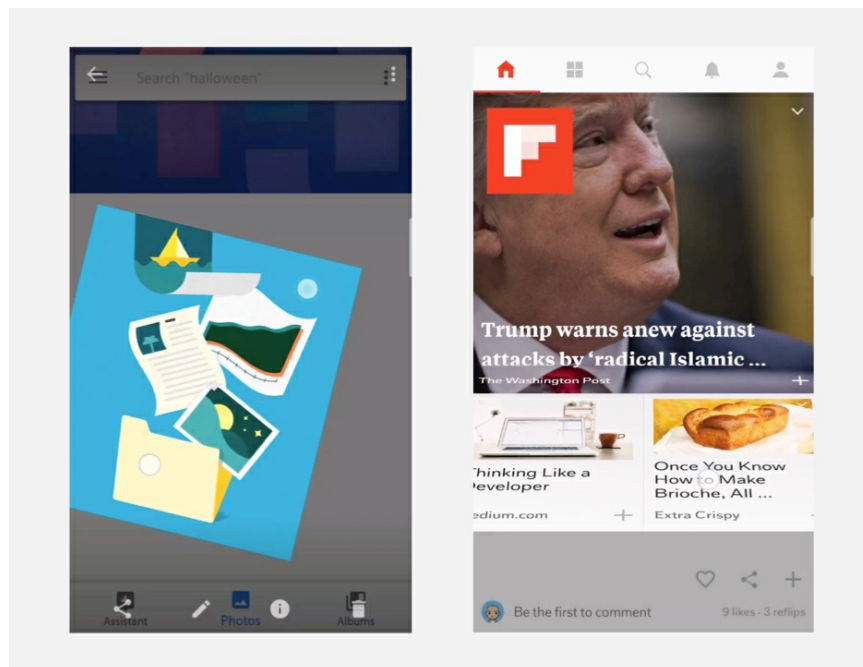 Search "halloween"
Assistant
Photos
Albums
Trump warns anew against
attacks by ‘radical Islamic ...
The Washington Post
Thinking Like a
Developer
edium.com
Once You Know
How to Make
Brioche, All ...
Extra Crispy
Be the first to comment
9 likes - 3 reflips